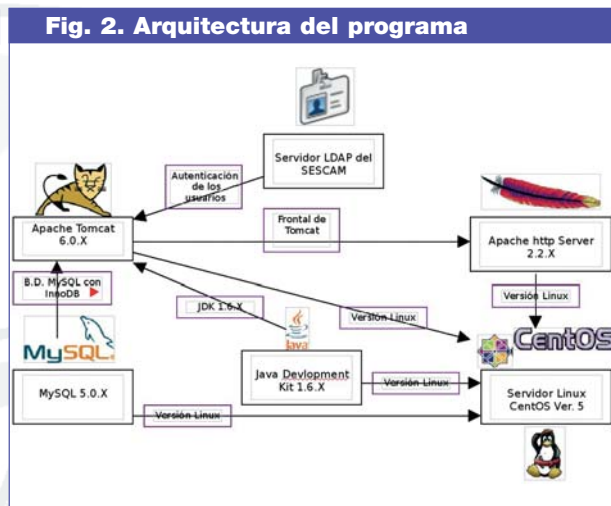 Fig. 2. Arquitectura del programa
Servidor LDAP del
SESCAM
Autenticación
de los
usuarios
Apache Tomcat
6.0.X
Frontal de
Tomcat
Apache http Server
2.2.X
B.D. MySQL con
InnoDB
JDK 1.6.X
Versión Linux
Versión Linux
Java
CentOS
MySQL
MySQL 5.0.X
Java Devlopment
Kit 1.6.X
Versión Linux
Servidor Linux
CentOS Ver. 5
Versión Linux